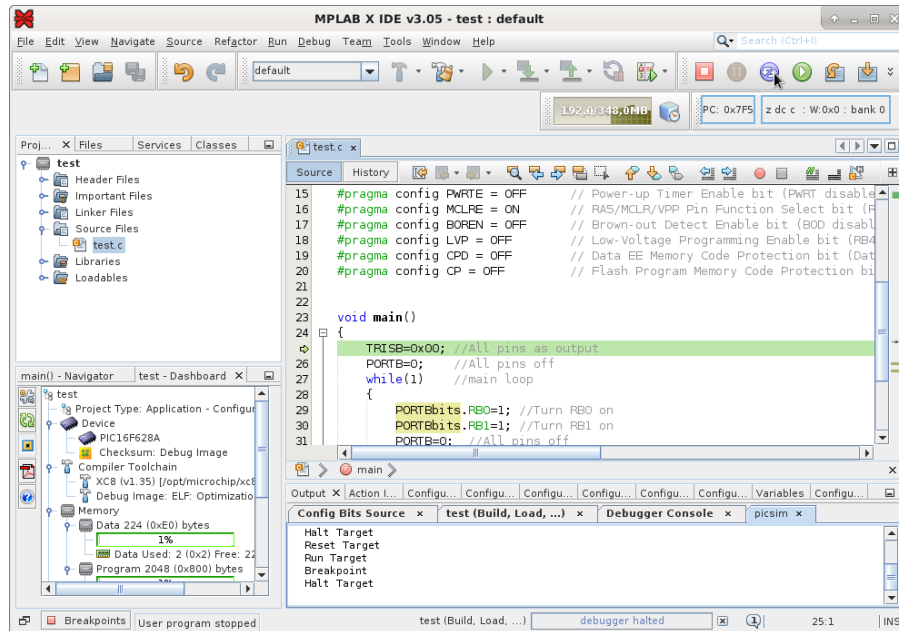 MPLAB X IDE v3.05 - test : default
File Edit View Navigate Source Refactor Run Debug Team Tools Window Help
Search (Ctrl+I)
default
192,0/348,0MB
PC: 0x7F5
z dc c : W:0x0 : bank 0
Proj... Files Services Classes
test
Header Files
Important Files
Linker Files
Source Files
test.c
Libraries
Loadables
main() - Navigator test - Dashboard
test
Project Type: Application - Configur
Device
PIC16F628A
Checksum: Debug Image
Compiler Toolchain
XC8 (v1.35) [/opt/microchip/xc8
Debug Image: ELF: Optimizatio
Memory
Data 224 (0xE0) bytes
1%
Data Used: 2 (0x2) Free: 22
Program 2048 (0x800) bytes
test.c
Source History
15 #pragma config PWRTE = OFF // Power-up Timer Enable bit (PWRT disable
16 #pragma config MCLRE = ON // RA5/MCLR/VPP Pin Function Select bit (R
17 #pragma config BOREN = OFF // Brown-out Detect Enable bit (BOD disabl
18 #pragma config LVP = OFF // Low-Voltage Programming Enable bit (RB4
19 #pragma config CPD = OFF // Data EE Memory Code Protection bit (Dat
20 #pragma config CP = OFF // Flash Program Memory Code Protection bi
21
22
23 void main()
24 {
TRISB=0x00; //All pins as output
26 PORTB=0; //All pins off
27 while(1) //main loop
28 {
29 PORTBbits.RB0=1; //Turn RB0 on
30 PORTBbits.RB1=1; //Turn RB1 on
31 PORTB=0; //All pins off
main
Output Action I... Configu... Configu... Configu... Configu... Configu... Configu... Variables Configu...
Config Bits Source test (Build, Load, ...) Debugger Console picsim
Halt Target
Reset Target
Run Target
Breakpoint
Halt Target
Breakpoints User program stopped test (Build, Load, ...) debugger halted 1 25:1 INS